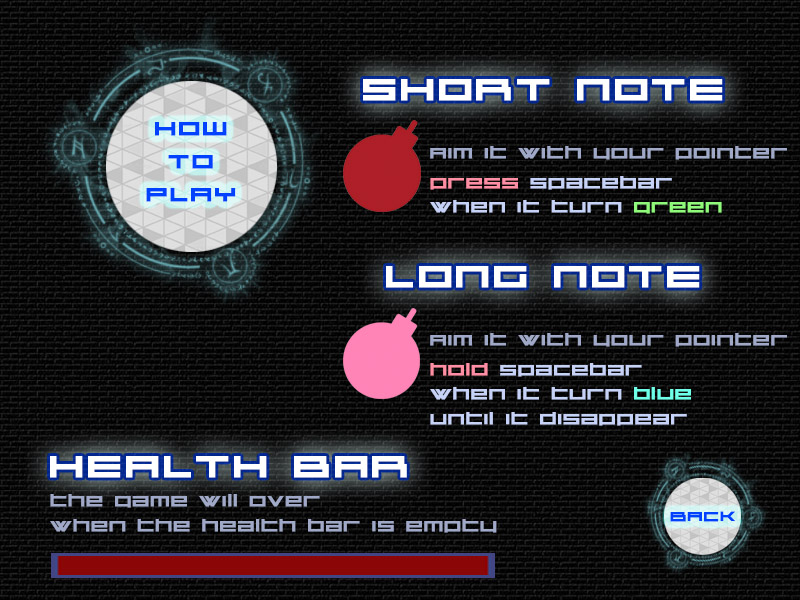 HOW
TO
PLAY
SHORT NOTE
Aim it with your pointer
press spacebar
when it turn green
LONG NOTE
Aim it with your pointer
hold spacebar
when it turn blue
until it disappear
HEALTH BAR
the game will over
when the health bar is empty
BACK